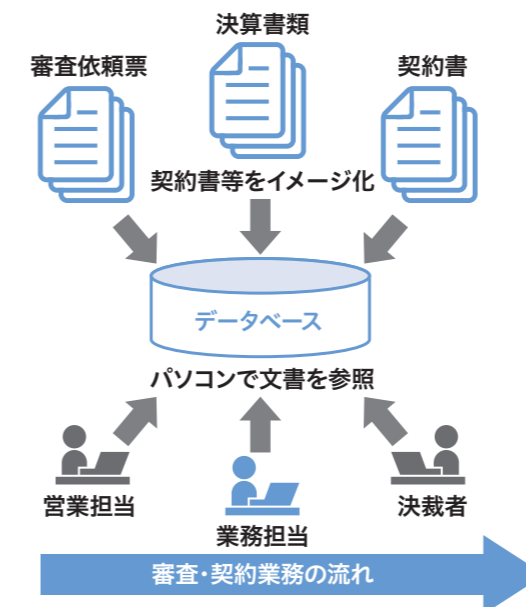 決算書類
審査依頼票
契約書
契約書等をイメージ化
データベース
パソコンで文書を参照
営業担当
業務担当
決裁者
審査・契約業務の流れ